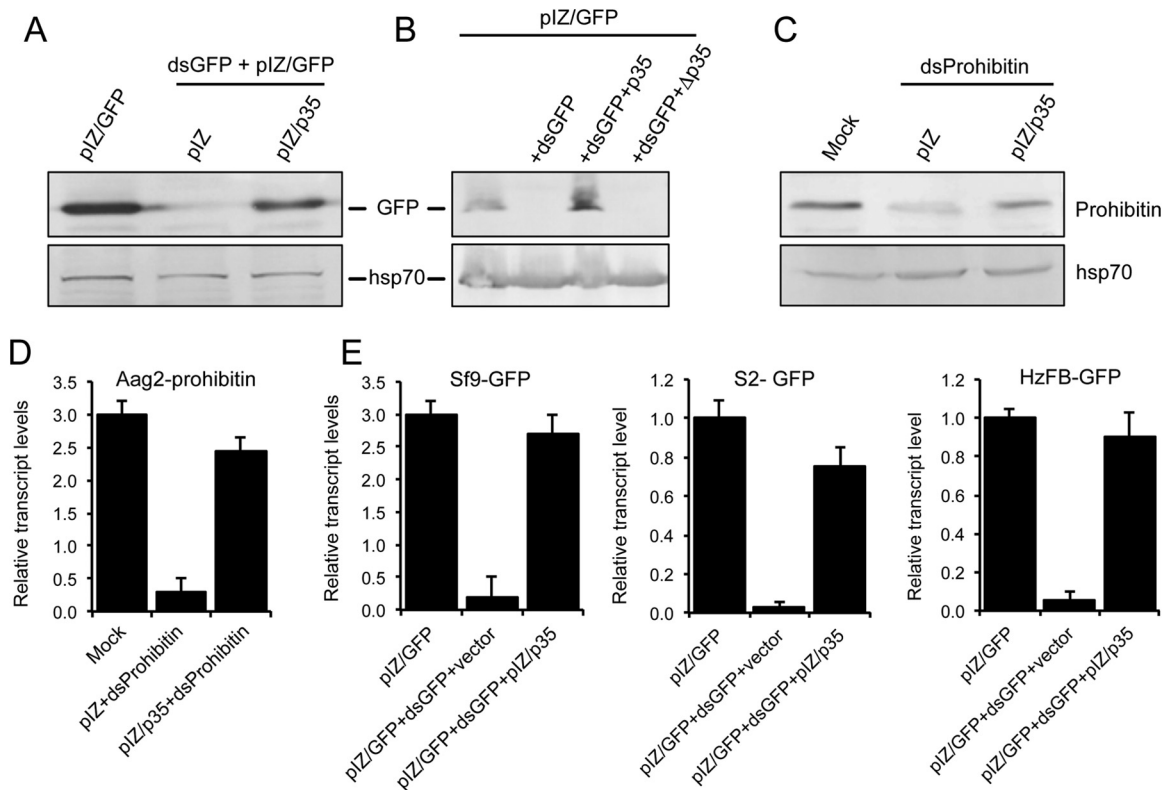 A
dsGFP + pIZ/GFP
pIZ/GFP
pIZ
pIZ/p35
GFP
hsp70
B
pIZ/GFP
+dsGFP
+dsGFP+p35
+dsGFP+Δp35
C
dsProhibitin
Mock
pIZ
pIZ/p35
Prohibitin
hsp70
D
Aag2-prohibitin
Relative transcript levels
3.5
3.0
2.5
2.0
1.5
1.0
0.5
0.0
Mock
pIZ+dsProhibitin
pIZ/p35+dsProhibitin
E
Sf9-GFP
Relative transcript levels
3.5
3.0
2.5
2.0
1.5
1.0
0.5
0.0
pIZ/GFP
pIZ/GFP+dsGFP+vector
pIZ/GFP+dsGFP+pIZ/p35
S2- GFP
Relative transcript level
1.2
1.0
0.8
0.6
0.4
0.2
0.0
pIZ/GFP
pIZ/GFP+dsGFP+vector
pIZ/GFP+dsGFP+pIZ/p35
HzFB-GFP
Relative transcript level
1.2
1.0
0.8
0.6
0.4
0.2
0.0
pIZ/GFP
pIZ/GFP+dsGFP+vector
pIZ/GFP+dsGFP+pIZ/p35